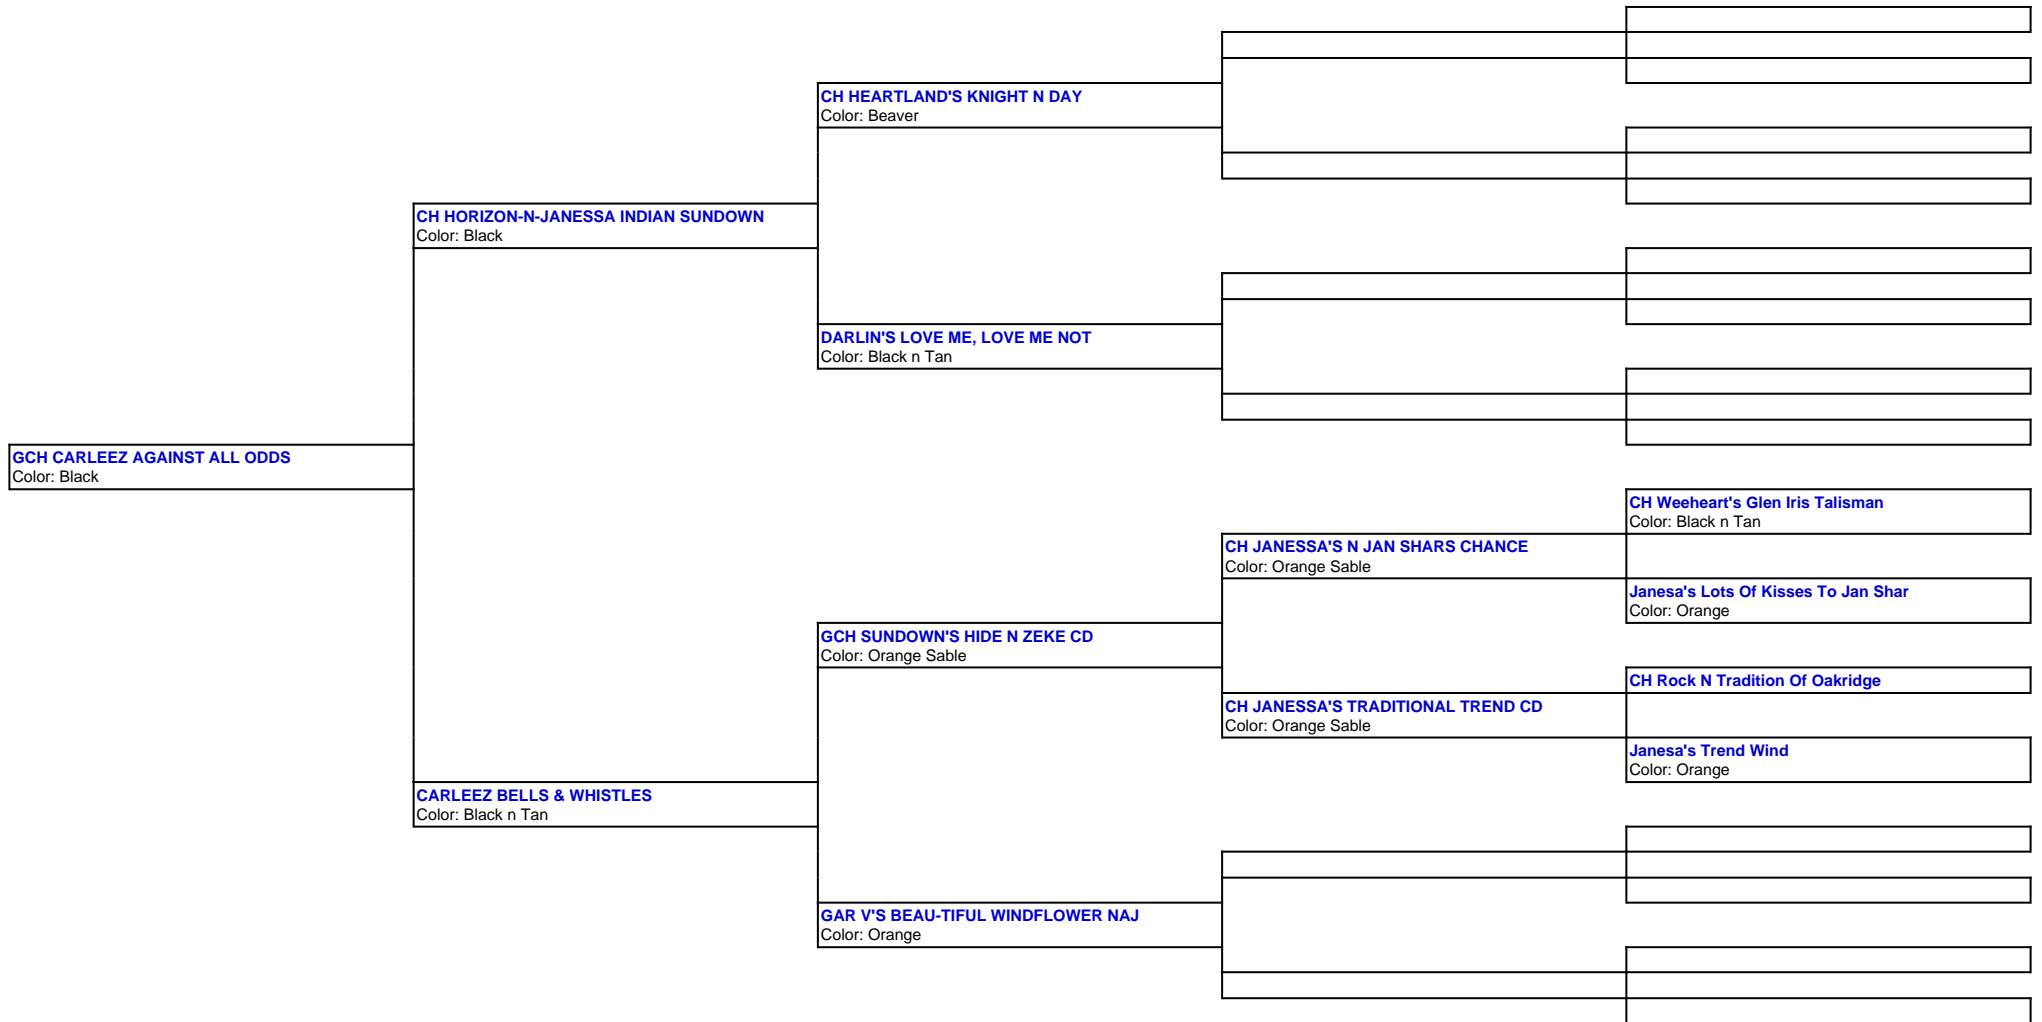 CH HEARTLAND'S KNIGHT N DAY
Color: Beaver
CH HORIZON-N-JANESSA INDIAN SUNDOWN
Color: Black
DARLIN'S LOVE ME, LOVE ME NOT
Color: Black n Tan
GCH CARLEEZ AGAINST ALL ODDS
Color: Black
CH Weeheart's Glen Iris Talisman
Color: Black n Tan
CH JANESSA'S N JAN SHARS CHANCE
Color: Orange Sable
Janesa's Lots Of Kisses To Jan Shar
Color: Orange
GCH SUNDOWN'S HIDE N ZEKE CD
Color: Orange Sable
CH Rock N Tradition Of Oakridge
CH JANESSA'S TRADITIONAL TREND CD
Color: Orange Sable
Janesa's Trend Wind
Color: Orange
CARLEEZ BELLS & WHISTLES
Color: Black n Tan
GAR V'S BEAU-TIFUL WINDFLOWER NAJ
Color: Orange